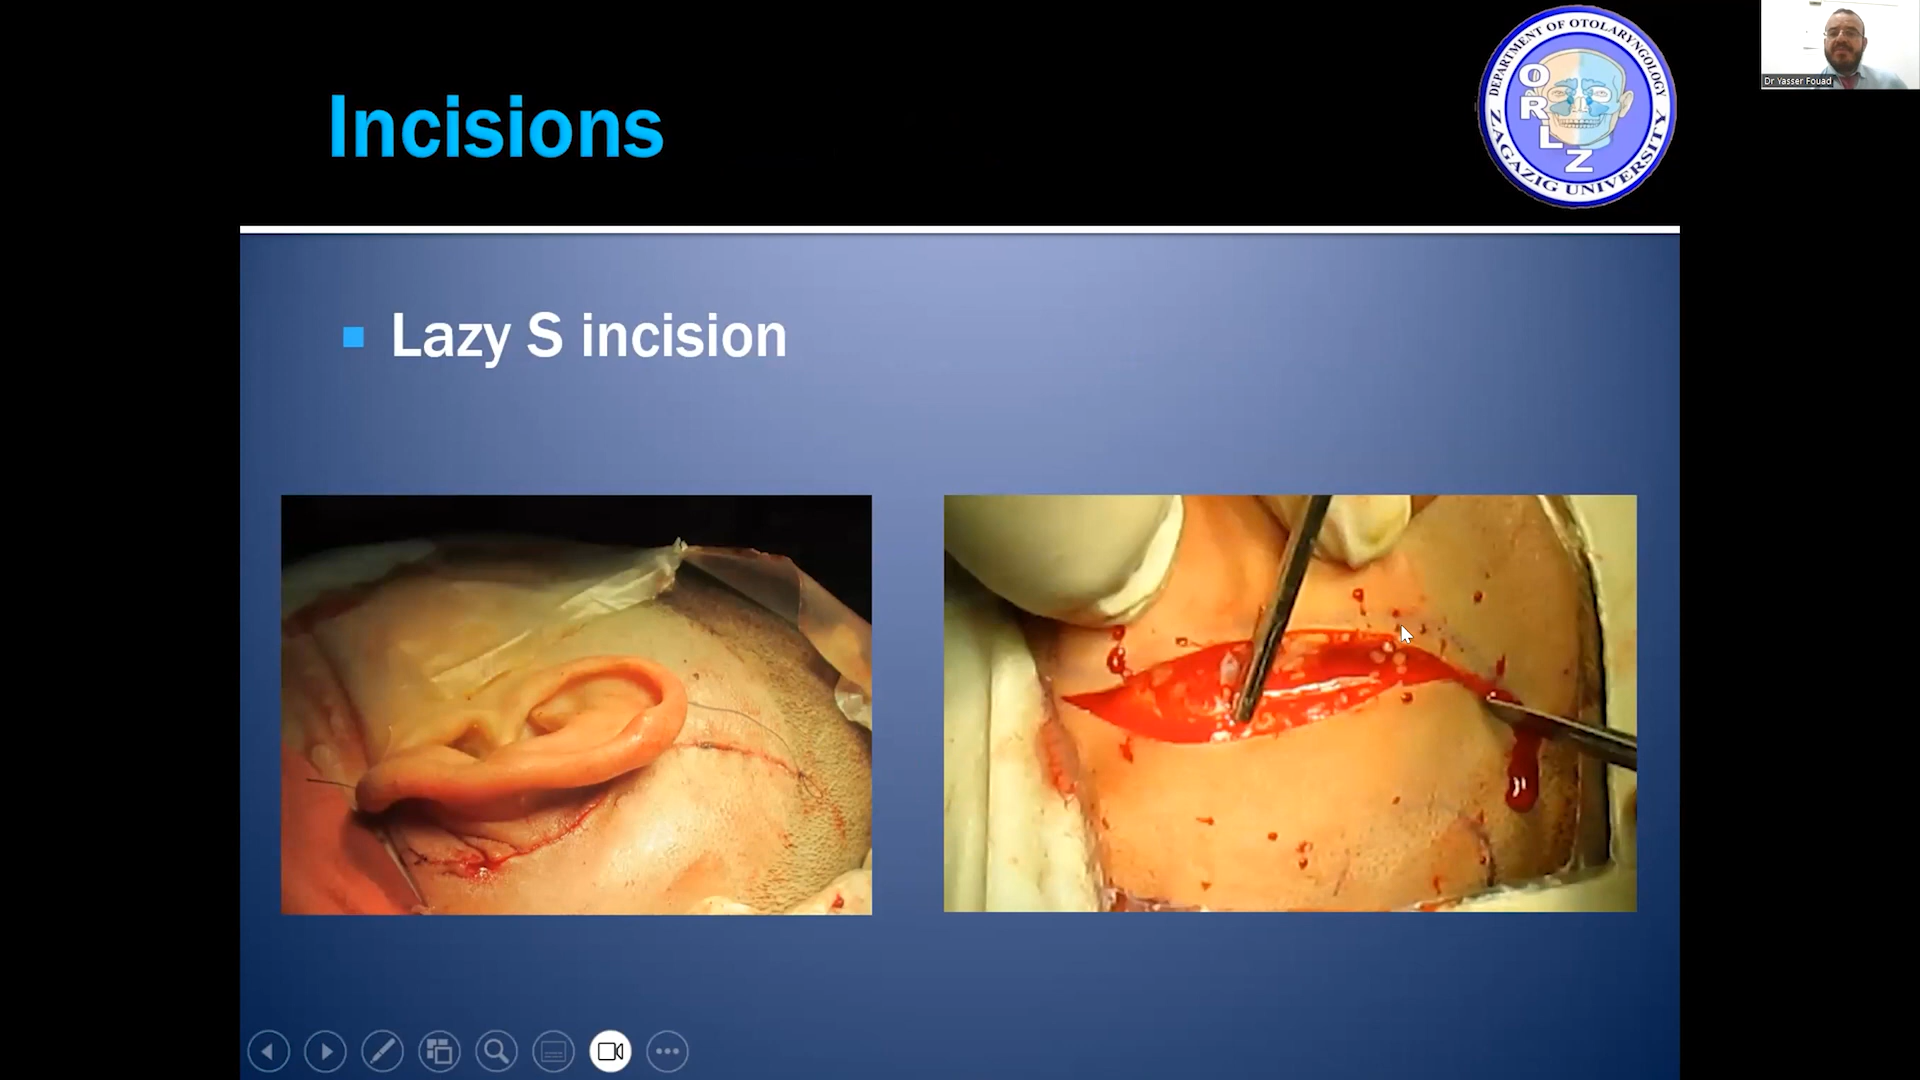 Incisions
DEPARTMENT OF OTOLARYNGOLOGY
ORLZ
ZAGAZIG UNIVERSITY
Dr Yasser Fouad
Lazy S incision